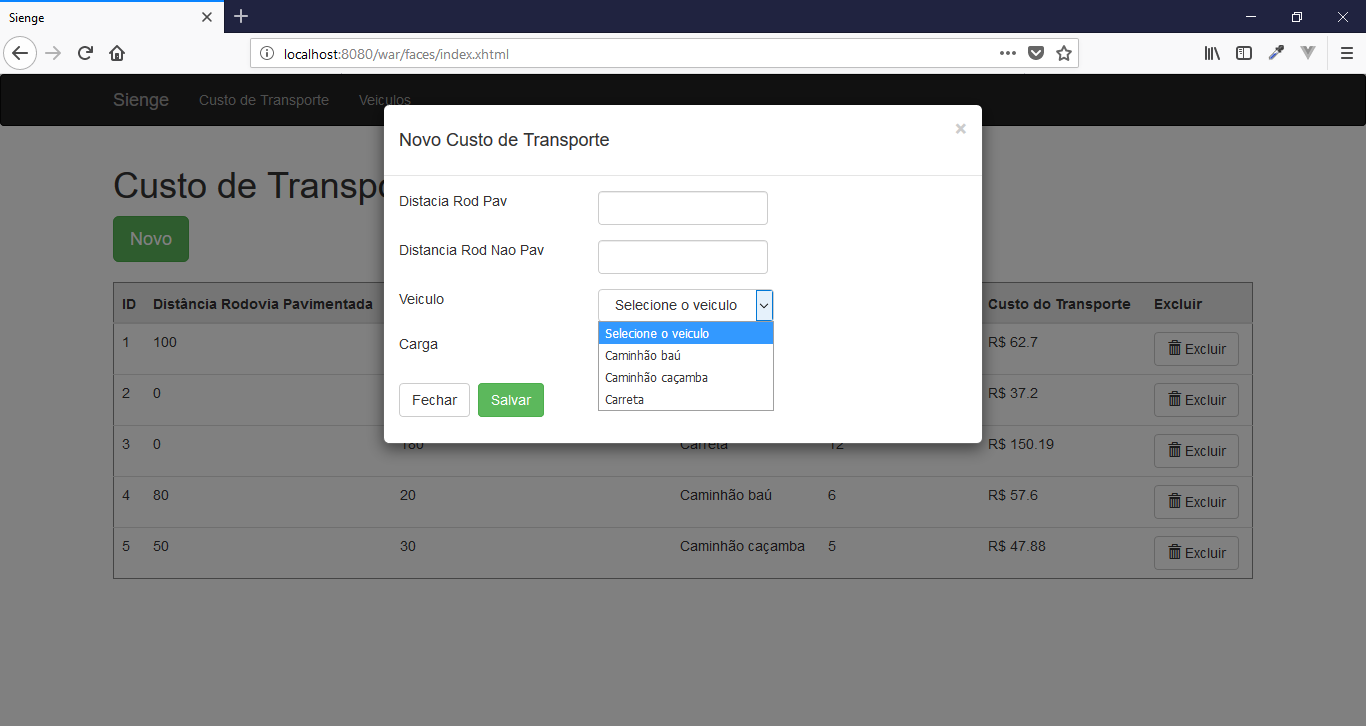 Sienge
localhost:8080/war/faces/index.xhtml
Sienge Custo de Transporte Veiculos
Novo Custo de Transporte ×
Custo de Transpo
Novo
Distacia Rod Pav
Distancia Rod Nao Pav
Veiculo Selecione o veiculo
Selecione o veiculo
Caminhão baú
Caminhão caçamba
Carreta
Carga
Fechar Salvar
ID Distância Rodovia Pavimentada Custo do Transporte Excluir
1 100 R$ 62.7 Excluir
2 0 R$ 37.2 Excluir
3 0 180 Carreta 12 R$ 150.19 Excluir
4 80 20 Caminhão baú 6 R$ 57.6 Excluir
5 50 30 Caminhão caçamba 5 R$ 47.88 Excluir